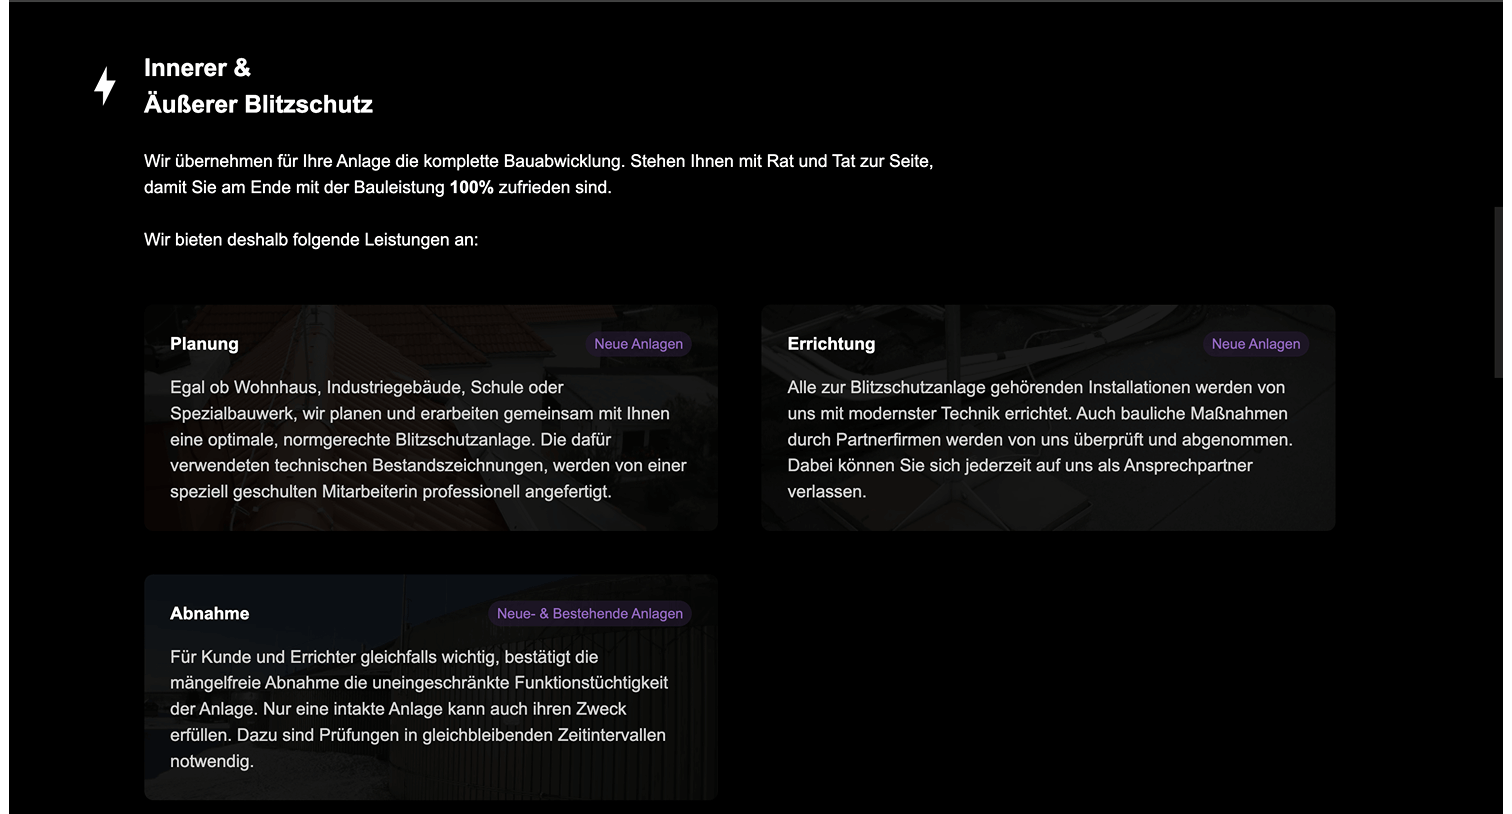 Innerer &
Äußerer Blitzschutz
Wir übernehmen für Ihre Anlage die komplette Bauabwicklung. Stehen Ihnen mit Rat und Tat zur Seite,
damit Sie am Ende mit der Bauleistung 100% zufrieden sind.
Wir bieten deshalb folgende Leistungen an:
Planung
Neue Anlagen
Egal ob Wohnhaus, Industriegebäude, Schule oder
Spezialbauwerk, wir planen und erarbeiten gemeinsam mit Ihnen
eine optimale, normgerechte Blitzschutzanlage. Die dafür
verwendeten technischen Bestandszeichnungen, werden von einer
speziell geschulten Mitarbeiterin professionell angefertigt.
Errichtung
Neue Anlagen
Alle zur Blitzschutzanlage gehörenden Installationen werden von
uns mit modernster Technik errichtet. Auch bauliche Maßnahmen
durch Partnerfirmen werden von uns überprüft und abgenommen.
Dabei können Sie sich jederzeit auf uns als Ansprechpartner
verlassen.
Abnahme
Neue- & Bestehende Anlagen
Für Kunde und Errichter gleichfalls wichtig, bestätigt die
mängelfreie Abnahme die uneingeschränkte Funktionstüchtigkeit
der Anlage. Nur eine intakte Anlage kann auch ihren Zweck
erfüllen. Dazu sind Prüfungen in gleichbleibenden Zeitintervallen
notwendig.